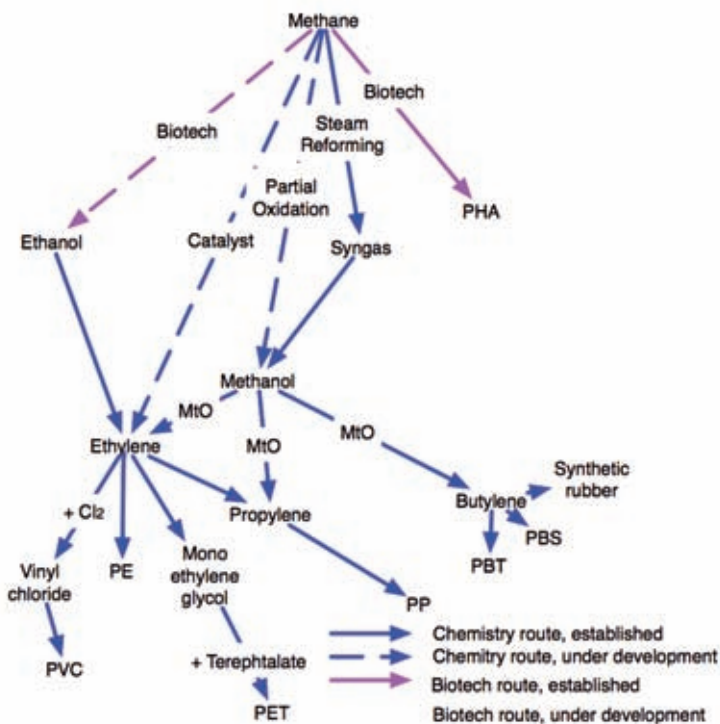 Methane
Biotech
Biotech
Steam
Reforming
Partial
Oxidation
PHA
Ethanol
Catalyst
Syngas
Methanol
MtO
MtO
MtO
Ethylene
Synthetic
rubber
Butylene
+ Cl2
Propylene
PBS
PBT
Vinyl
chloride
PE
Mono
ethylene
glycol
PP
PVC
+ Terephtalate
PET
Chemistry route, established
Chemitry route, under development
Biotech route, established
Biotech route, under development